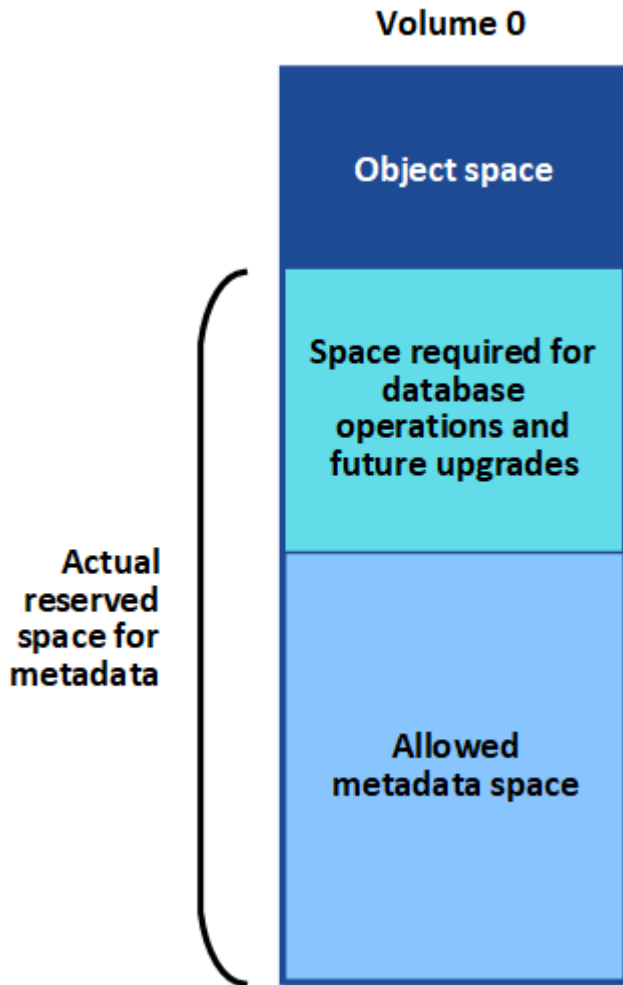 Volume 0
Object space
Space required for
database
operations and
future upgrades
Actual
reserved
space for
metadata
Allowed
metadata space